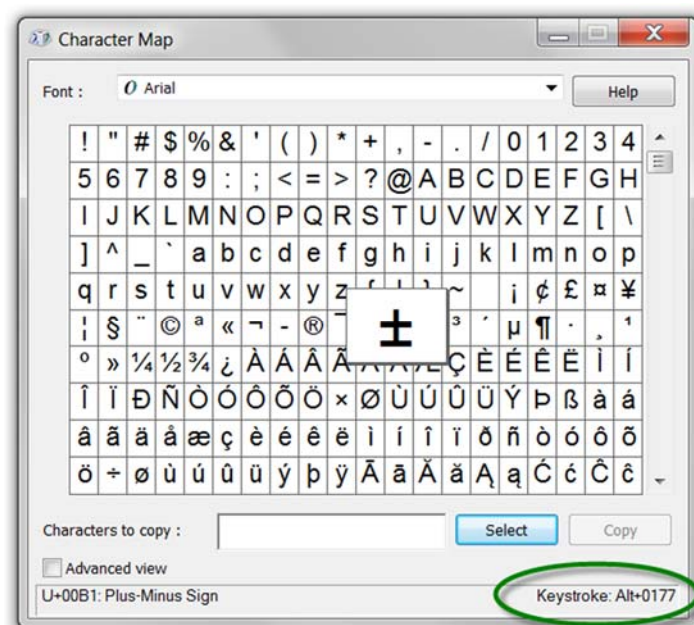 Character Map
Font : O Arial Help
! " # $ % & ' ( ) * + , - . / 0 1 2 3 4
5 6 7 8 9 : ; < = > ? @ A B C D E F G H
I J K L M N O P Q R S T U V W X Y Z [ \
] ^ _ ` a b c d e f g h i j k l m n o p
q r s t u v w x y z ~ ¡ ¢ £ ¤ ¥
¦ § ¨ © ª « ¬ - ® ¯ ± ³ ´ µ ¶ · ¸ ¹
º » ¼ ½ ¾ ¿ À Á Â Ã Ç È É Ê Ë Ì Í
Î Ï Ð Ñ Ò Ó Ô Õ Ö × Ø Ù Ú Û Ü Ý Þ ß à á
â ã ä å æ ç è é ê ë ì í î ï ð ñ ò ó ô õ
ö ÷ ø ù ú û ü ý þ ÿ Ā ā Ă ă Ą ą Ć ć Ĉ ĉ
Characters to copy : Select Copy
Advanced view
U+00B1: Plus-Minus Sign Keystroke: Alt+0177